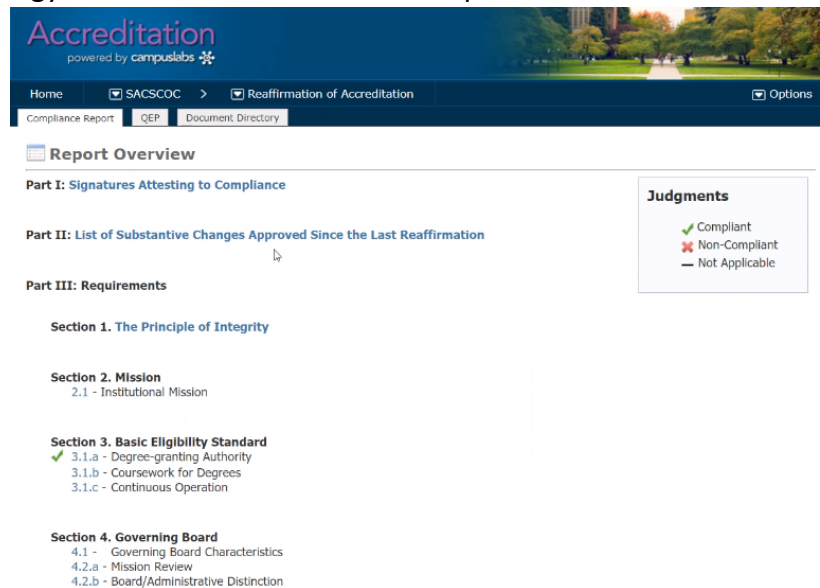 Accreditation
powered by campuslabs
Home SACSCOC > Reaffirmation of Accreditation Options
Compliance Report QEP Document Directory
Report Overview
Part I: Signatures Attesting to Compliance
Judgments
Compliant
Non-Compliant
Not Applicable
Part II: List of Substantive Changes Approved Since the Last Reaffirmation
Part III: Requirements
Section 1. The Principle of Integrity
Section 2. Mission
2.1 - Institutional Mission
Section 3. Basic Eligibility Standard
3.1.a - Degree-granting Authority
3.1.b - Coursework for Degrees
3.1.c - Continuous Operation
Section 4. Governing Board
4.1 - Governing Board Characteristics
4.2.a - Mission Review
4.2.b - Board/Administrative Distinction